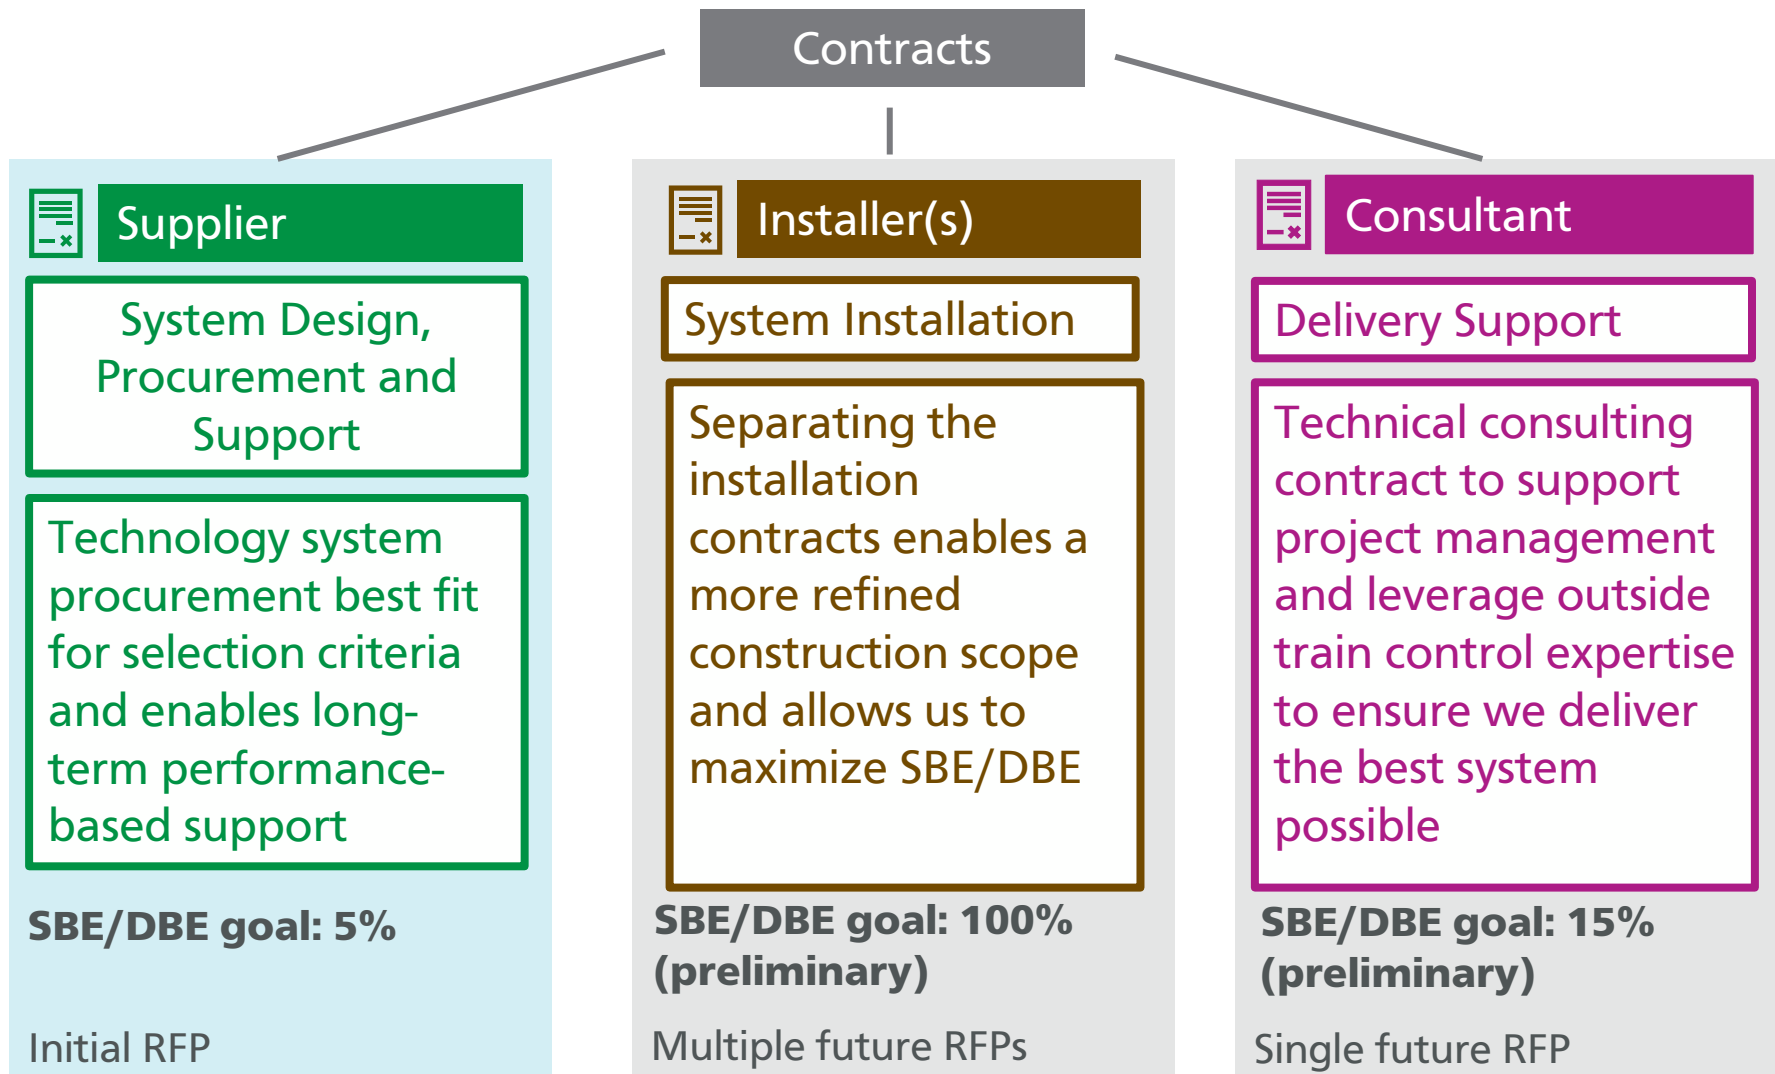 Contracts
Supplier
System Design,
Procurement and
Support
Technology system
procurement best fit
for selection criteria
and enables long-
term performance-
based support
SBE/DBE goal: 5%
Initial RFP
Installer(s)
System Installation
Separating the
installation
contracts enables a
more refined
construction scope
and allows us to
maximize SBE/DBE
SBE/DBE goal: 100%
(preliminary)
Multiple future RFPs
Consultant
Delivery Support
Technical consulting
contract to support
project management
and leverage outside
train control expertise
to ensure we deliver
the best system
possible
SBE/DBE goal: 15%
(preliminary)
Single future RFP